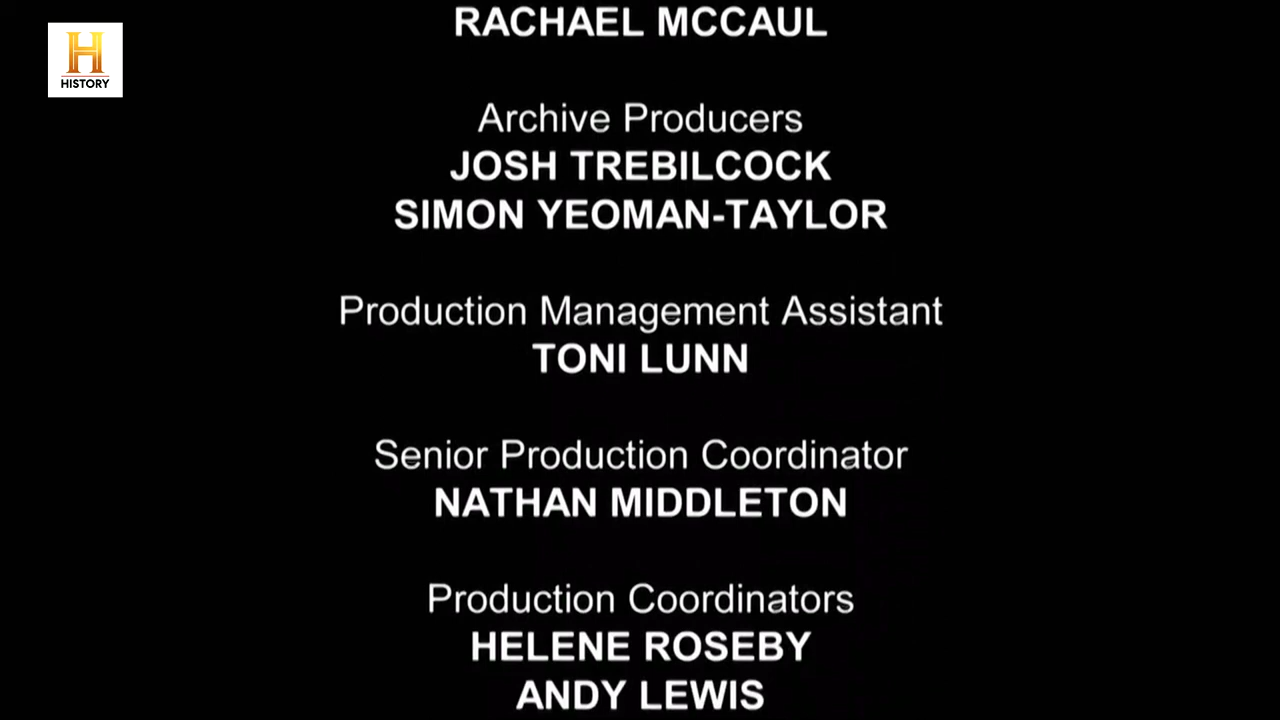 RACHAEL MCCAUL
H
HISTORY
Archive Producers
JOSH TREBILCOCK
SIMON YEOMAN-TAYLOR
Production Management Assistant
TONI LUNN
Senior Production Coordinator
NATHAN MIDDLETON
Production Coordinators
HELENE ROSEBY
ANDY LEWIS